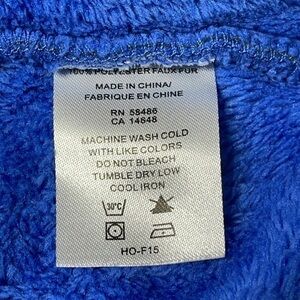 100% POLYESTER FAUX FUR
MADE IN CHINA/
FABRIQUE EN CHINE
RN 58486
CA 14648
MACHINE WASH COLD
WITH LIKE COLORS
DO NOT BLEACH
TUMBLE DRY LOW
COOL IRON
30°C
HO-F15